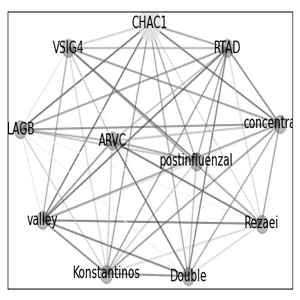 CHAC1
VSIG4
RTAD
LAGB
concentra
ARVC
postinfluenzal
valley
Rezaei
Konstantinos
Double